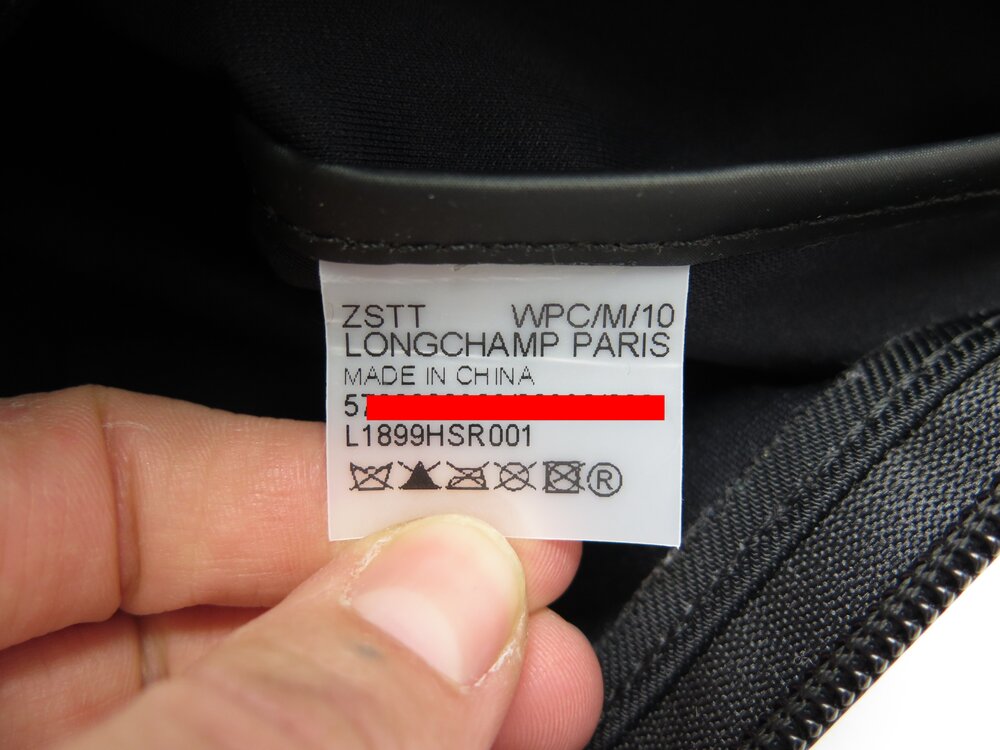 ZSTT WPC/M/10
LONGCHAMP PARIS
MADE IN CHINA
L1899HSR001
®